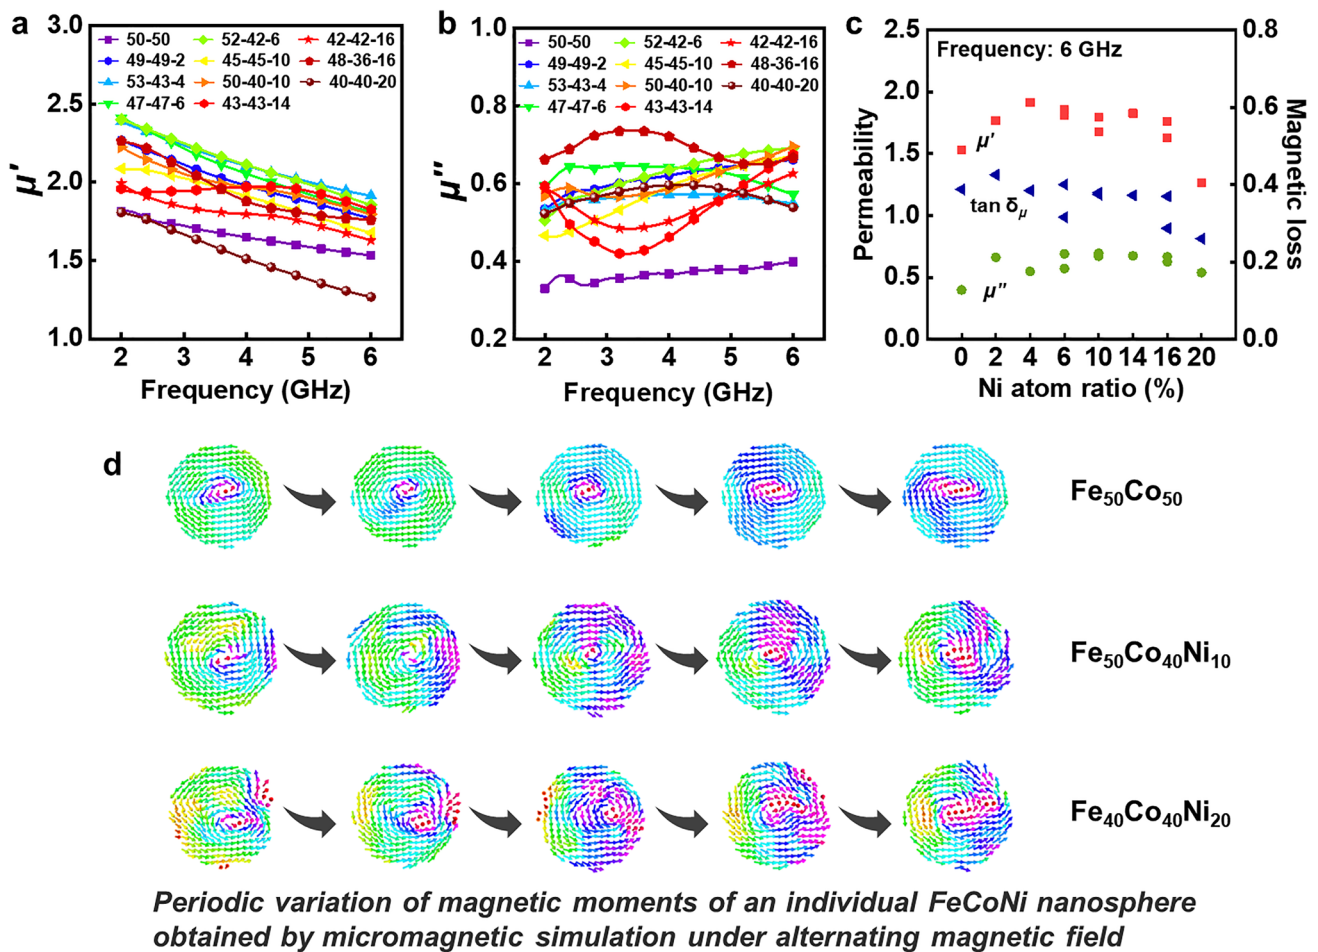 a
μ'
3.0
2.5
2.0
1.5
1.0
50-50
49-49-2
53-43-4
47-47-6
52-42-6
45-45-10
50-40-10
43-43-14
42-42-16
48-36-16
40-40-20
2 3 4 5 6
Frequency (GHz)
b
μ''
1.0
0.8
0.6
0.4
0.2
50-50
49-49-2
53-43-4
47-47-6
52-42-6
45-45-10
50-40-10
43-43-14
42-42-16
48-36-16
40-40-20
2 3 4 5 6
Frequency (GHz)
c
Permeability
2.5
2.0
1.5
1.0
0.5
0.0
Frequency: 6 GHz
μ'
tan δμ
μ''
0.8
0.6
0.4
0.2
0.0
Magnetic loss
0 2 4 6 10 14 16 20
Ni atom ratio (%)
d
Fe₅₀Co₅₀
Fe₅₀Co₄₀Ni₁₀
Fe₄₀Co₄₀Ni₂₀
Periodic variation of magnetic moments of an individual FeCoNi nanosphere
obtained by micromagnetic simulation under alternating magnetic field